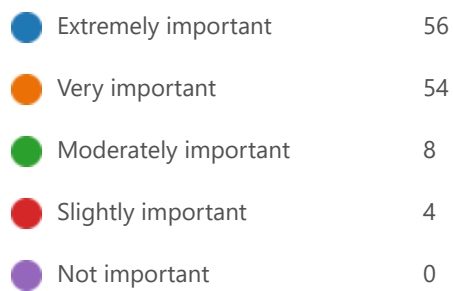 Extremely important 56
Very important 54
Moderately important 8
Slightly important 4
Not important 0